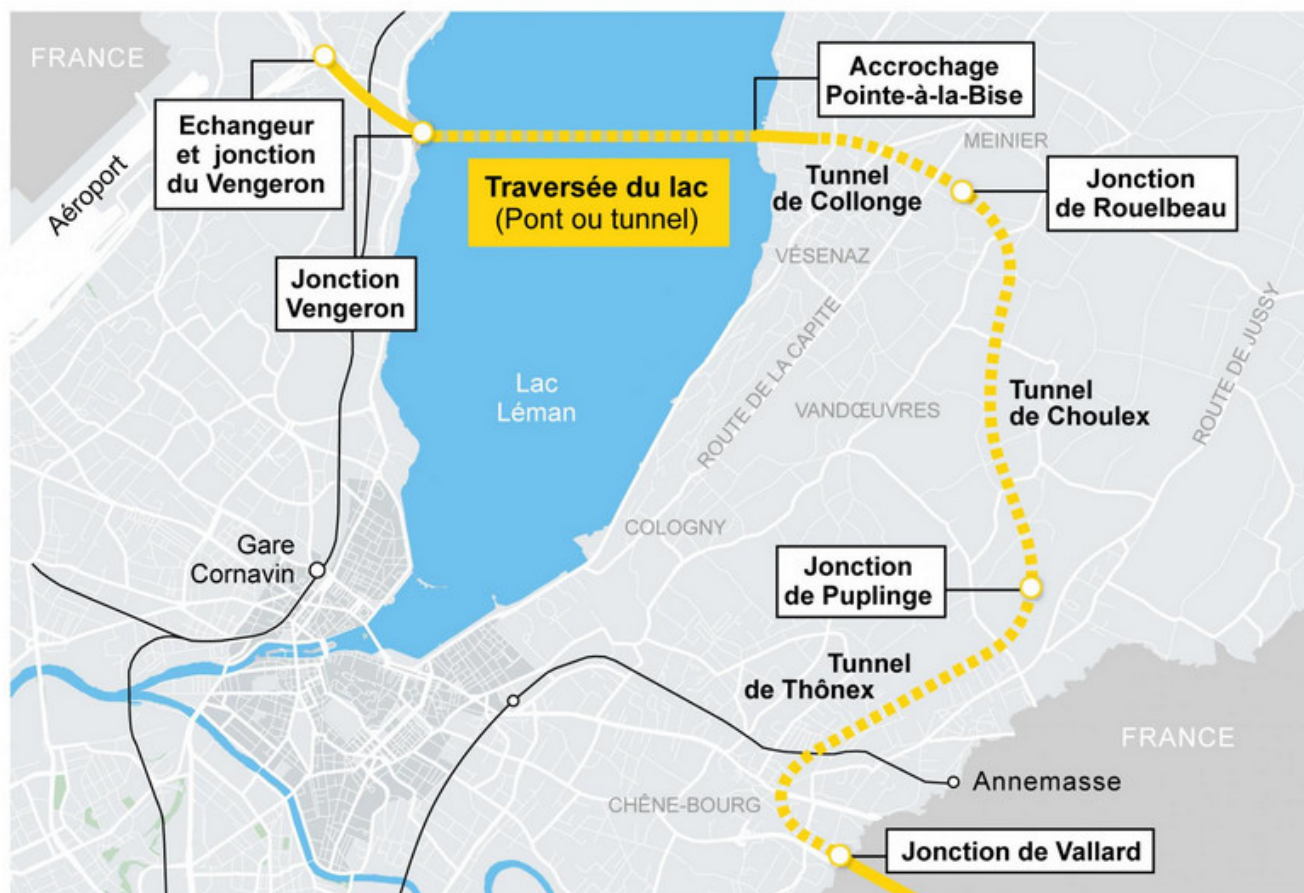 FRANCE
Echangeur
et jonction
du Vengeron
Aéroport
Jonction
Vengeron
Traversée du lac
(Pont ou tunnel)
Accrochage
Pointe-à-la-Bise
MEINIER
Tunnel
de Collonge
Jonction
de Rouelbeau
VÉSENAZ
ROUTE DE LA CAPITE
ROUTE DE JUSSY
Lac
Léman
VANDŒUVRES
Tunnel
de Choulex
COLOGNY
Gare
Cornavin
Jonction
de Puplinge
Tunnel
de Thônex
FRANCE
Annemasse
CHÊNE-BOURG
Jonction de Vallard